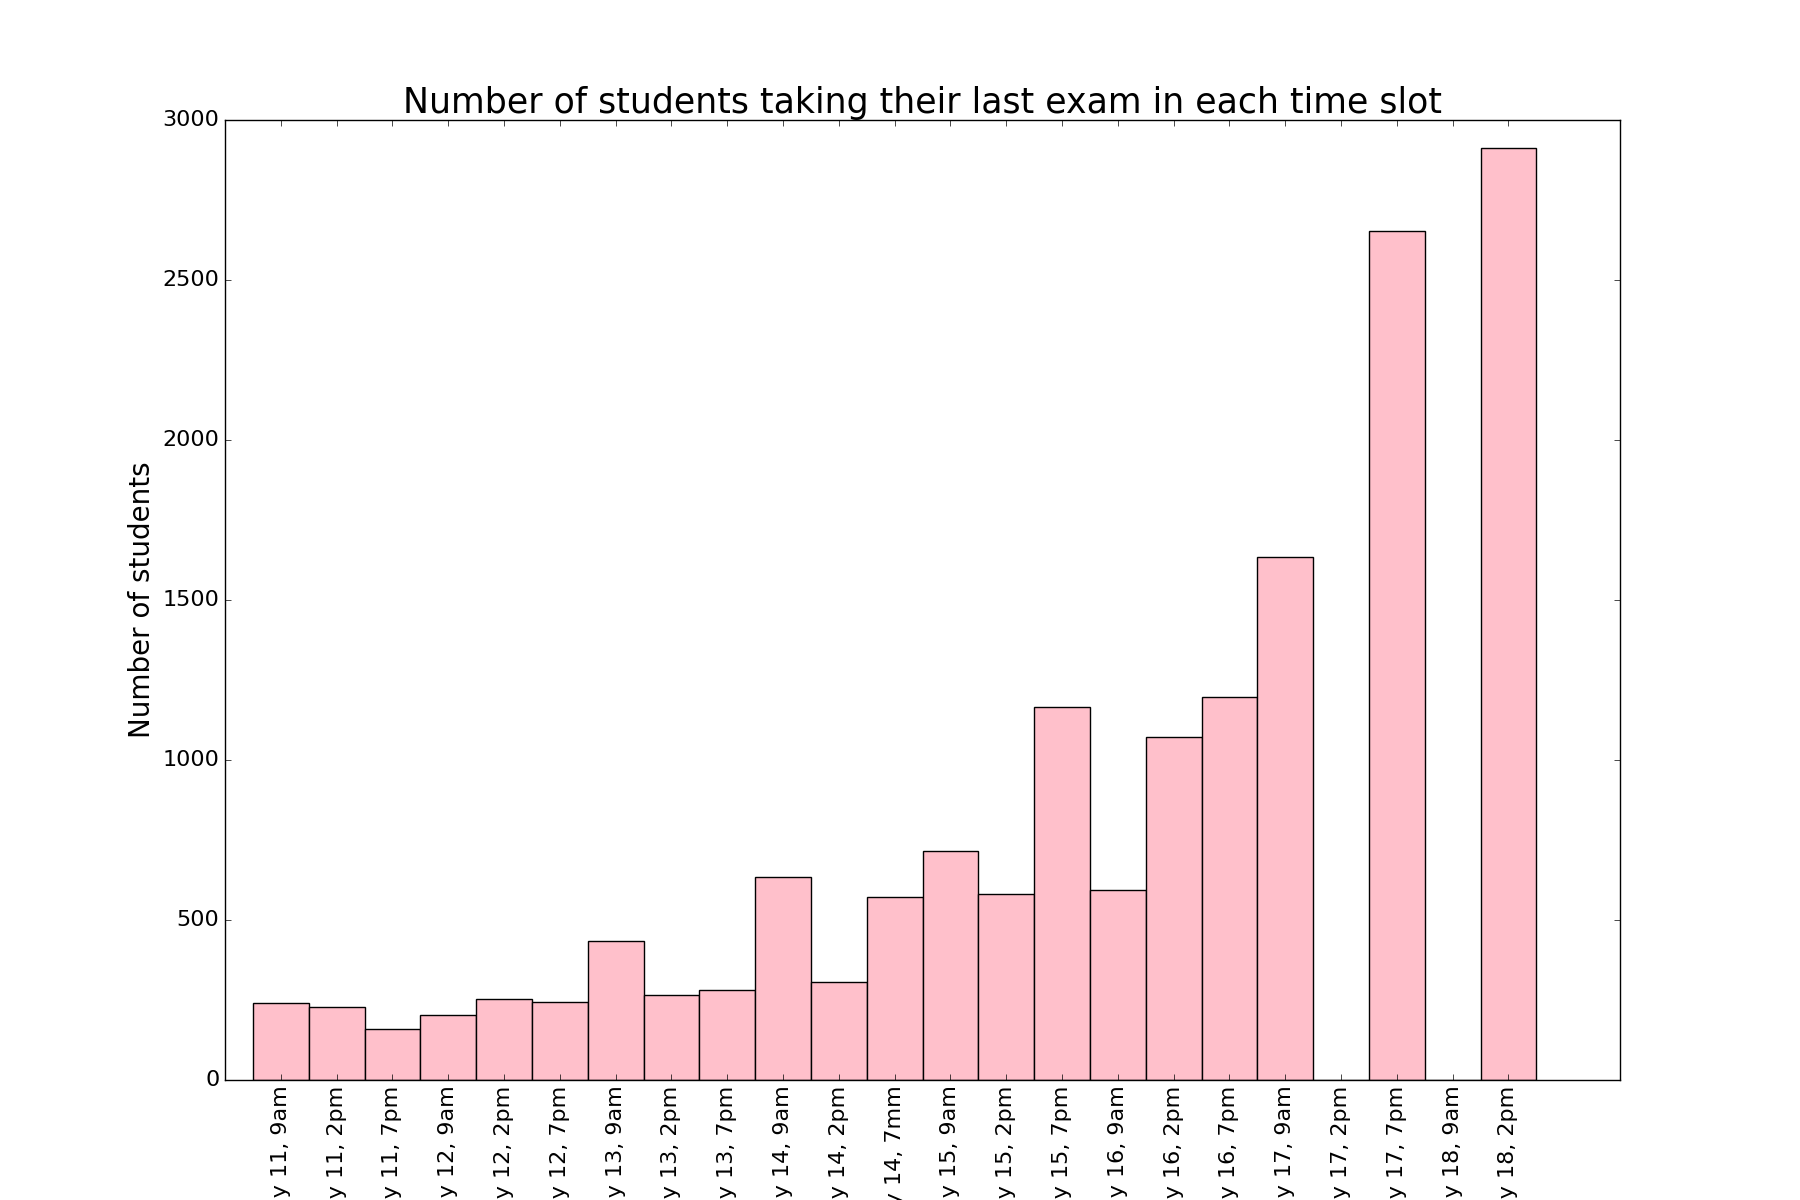 Number of students taking their last exam in each time slot
3000
2500
2000
1500
1000
500
0
Number of students
y 11, 9am
y 11, 2pm
y 11, 7pm
y 12, 9am
y 12, 2pm
y 12, 7pm
y 13, 9am
y 13, 2pm
y 13, 7pm
y 14, 9am
y 14, 2pm
y 14, 7mm
y 15, 9am
y 15, 2pm
y 15, 7pm
y 16, 9am
y 16, 2pm
y 16, 7pm
y 17, 9am
y 17, 2pm
y 17, 7pm
y 18, 9am
y 18, 2pm